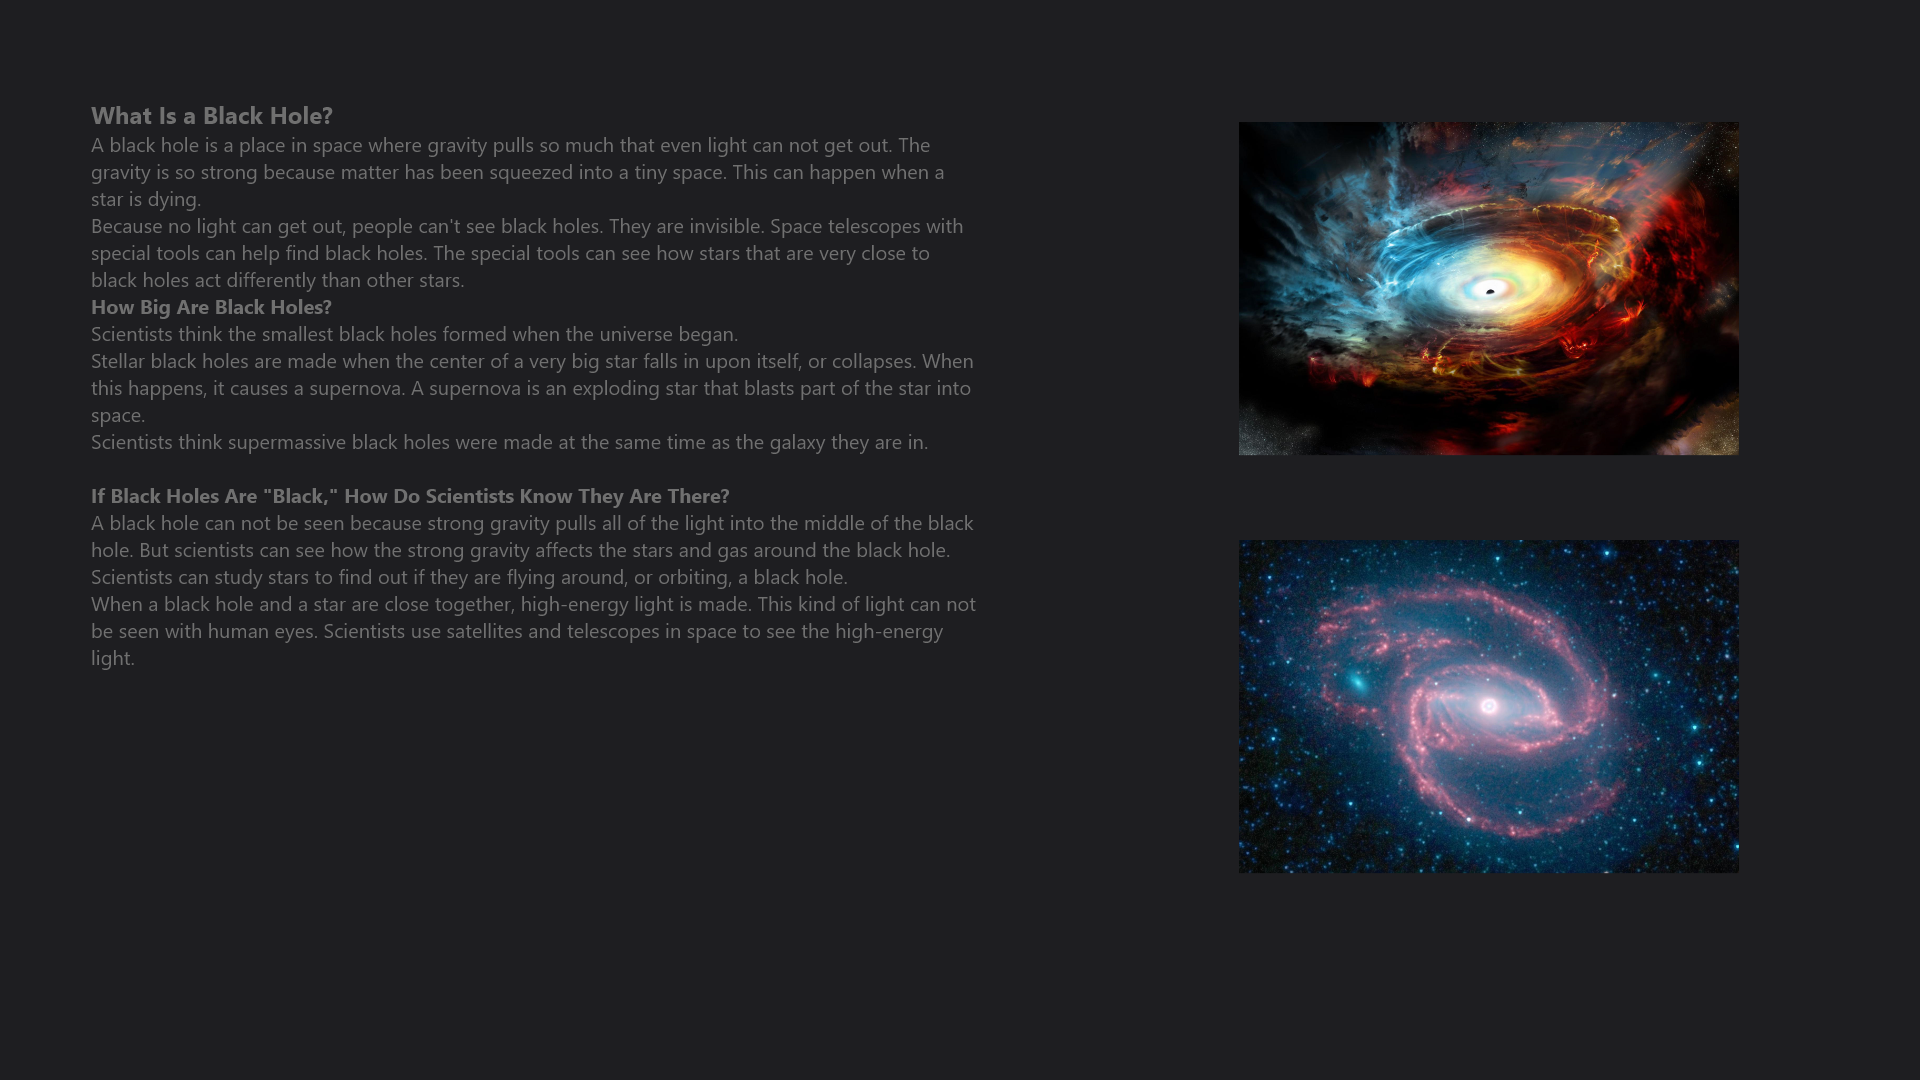 What Is a Black Hole?
A black hole is a place in space where gravity pulls so much that even light can not get out. The
gravity is so strong because matter has been squeezed into a tiny space. This can happen when a
star is dying.
Because no light can get out, people can't see black holes. They are invisible. Space telescopes with
special tools can help find black holes. The special tools can see how stars that are very close to
black holes act differently than other stars.
How Big Are Black Holes?
Scientists think the smallest black holes formed when the universe began.
Stellar black holes are made when the center of a very big star falls in upon itself, or collapses. When
this happens, it causes a supernova. A supernova is an exploding star that blasts part of the star into
space.
Scientists think supermassive black holes were made at the same time as the galaxy they are in.
If Black Holes Are "Black," How Do Scientists Know They Are There?
A black hole can not be seen because strong gravity pulls all of the light into the middle of the black
hole. But scientists can see how the strong gravity affects the stars and gas around the black hole.
Scientists can study stars to find out if they are flying around, or orbiting, a black hole.
When a black hole and a star are close together, high-energy light is made. This kind of light can not
be seen with human eyes. Scientists use satellites and telescopes in space to see the high-energy
light.